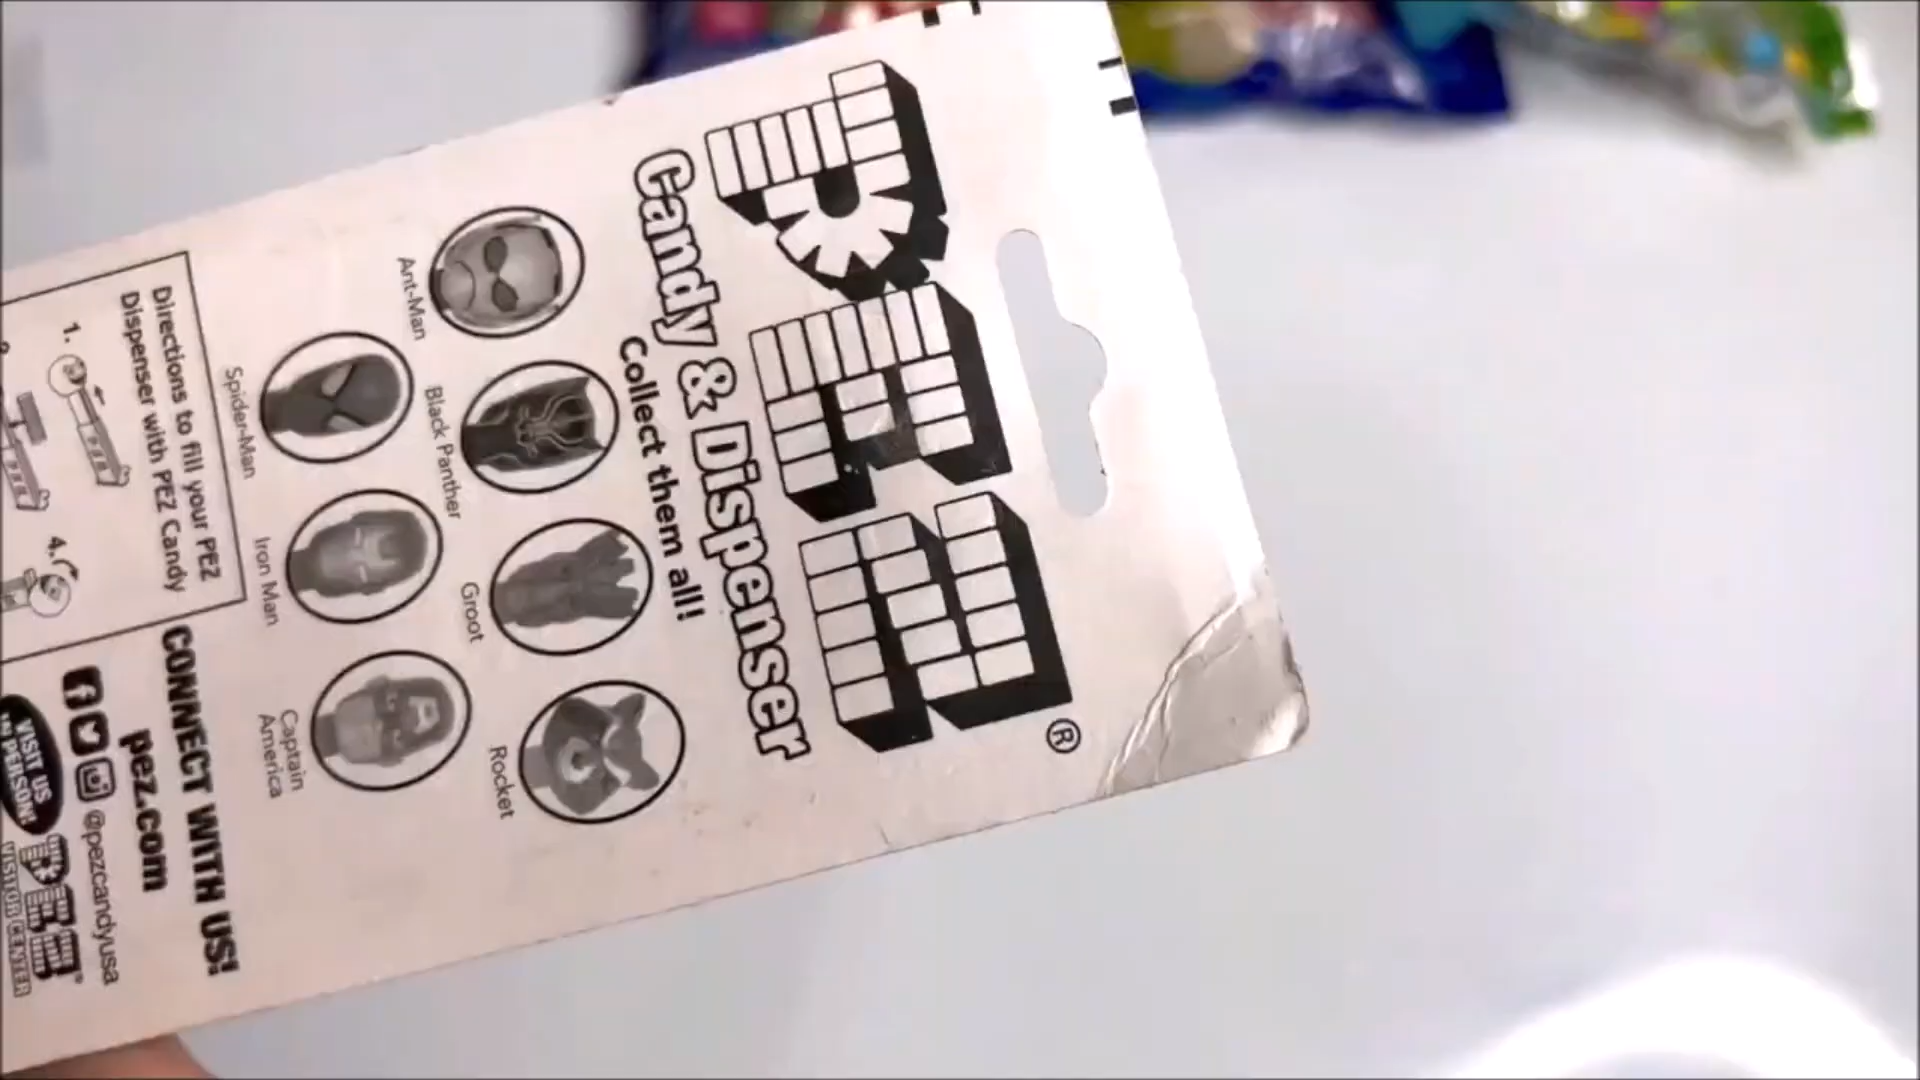 PEZ®
Candy & Dispenser
Collect them all!
Ant-Man
Black Panther
Groot
Rocket
Spider-Man
Iron Man
Captain
America
Directions to fill your PEZ
Dispenser with PEZ Candy
1.
4.
CONNECT WITH US!
pez.com
@pezcandyusa
VISIT US
IN PERSON!
PEZ
VISITOR CENTER